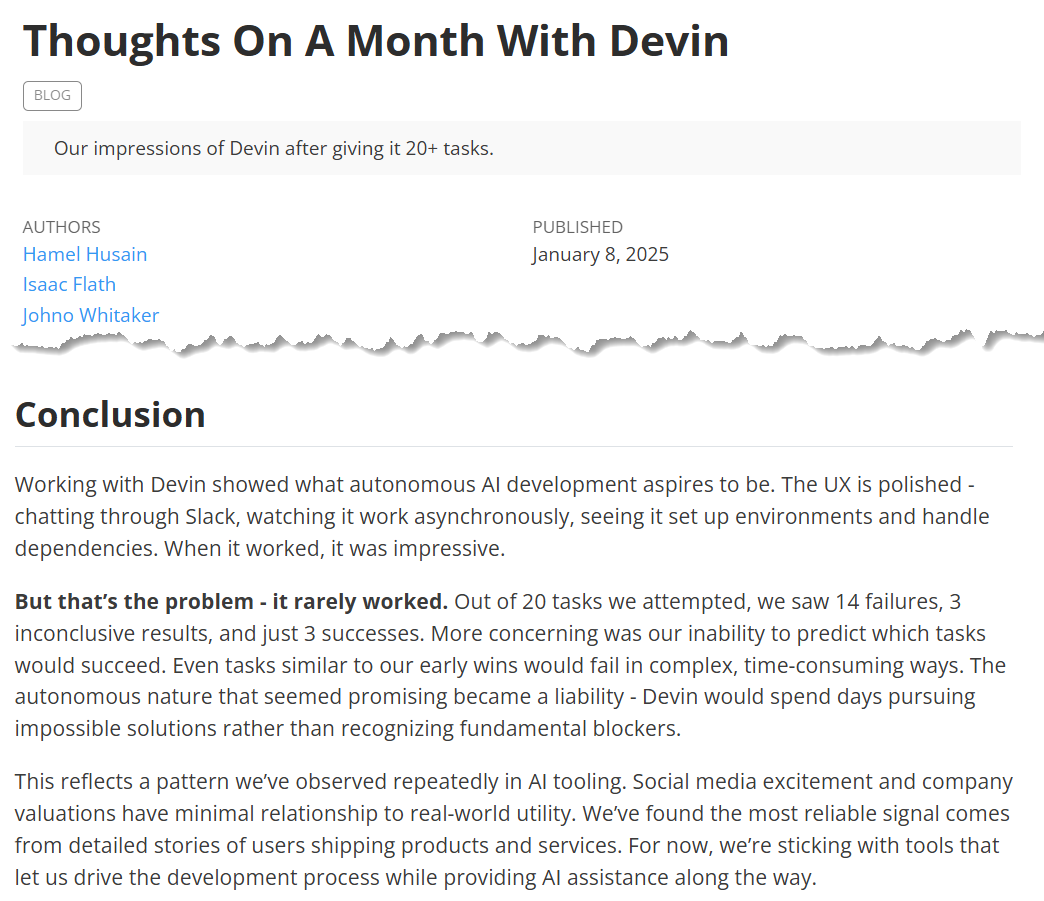 Thoughts On A Month With Devin
BLOG
Our impressions of Devin after giving it 20+ tasks.
AUTHORS
Hamel Husain
Isaac Flath
Johno Whitaker
PUBLISHED
January 8, 2025
Conclusion
Working with Devin showed what autonomous AI development aspires to be. The UX is polished -
chatting through Slack, watching it work asynchronously, seeing it set up environments and handle
dependencies. When it worked, it was impressive.
But that’s the problem - it rarely worked. Out of 20 tasks we attempted, we saw 14 failures, 3
inconclusive results, and just 3 successes. More concerning was our inability to predict which tasks
would succeed. Even tasks similar to our early wins would fail in complex, time-consuming ways. The
autonomous nature that seemed promising became a liability - Devin would spend days pursuing
impossible solutions rather than recognizing fundamental blockers.
This reflects a pattern we’ve observed repeatedly in AI tooling. Social media excitement and company
valuations have minimal relationship to real-world utility. We’ve found the most reliable signal comes
from detailed stories of users shipping products and services. For now, we’re sticking with tools that
let us drive the development process while providing AI assistance along the way.